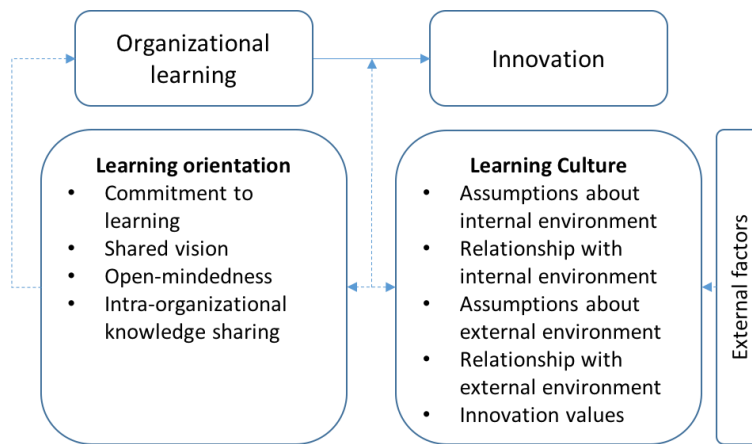 Organizational
learning
Innovation
Learning orientation
• Commitment to
learning
• Shared vision
• Open-mindedness
• Intra-organizational
knowledge sharing
Learning Culture
• Assumptions about
internal environment
• Relationship with
internal environment
• Assumptions about
external environment
• Relationship with
external environment
• Innovation values
External factors